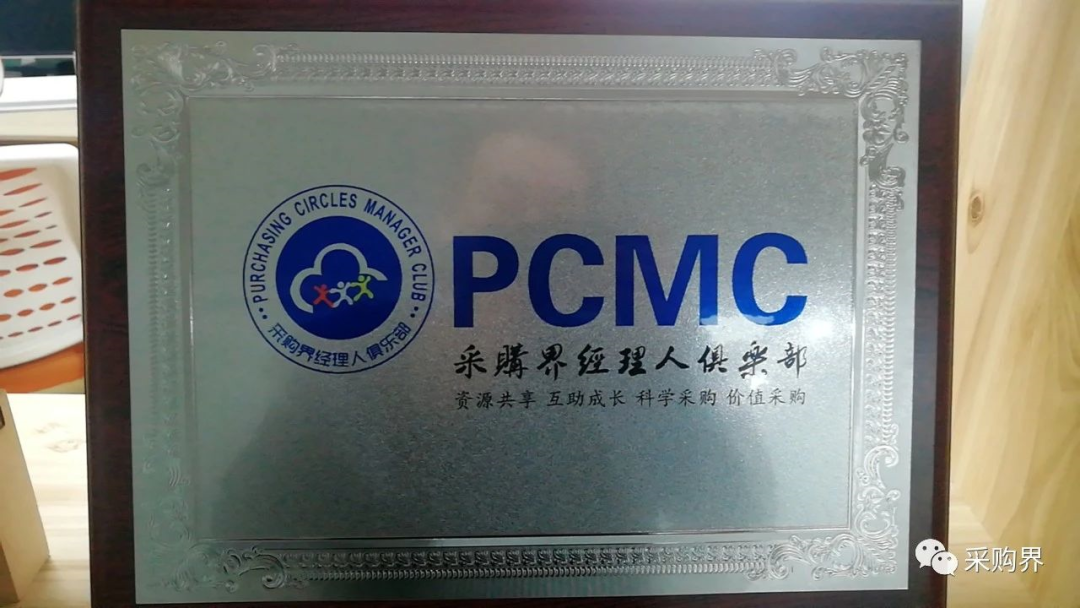 PURCHASING CIRCLES MANAGER CLUB
采购界经理人俱乐部
PCMC
采購界經理人俱樂部
资源共享 互助成长 科学采购 价值采购
采购界